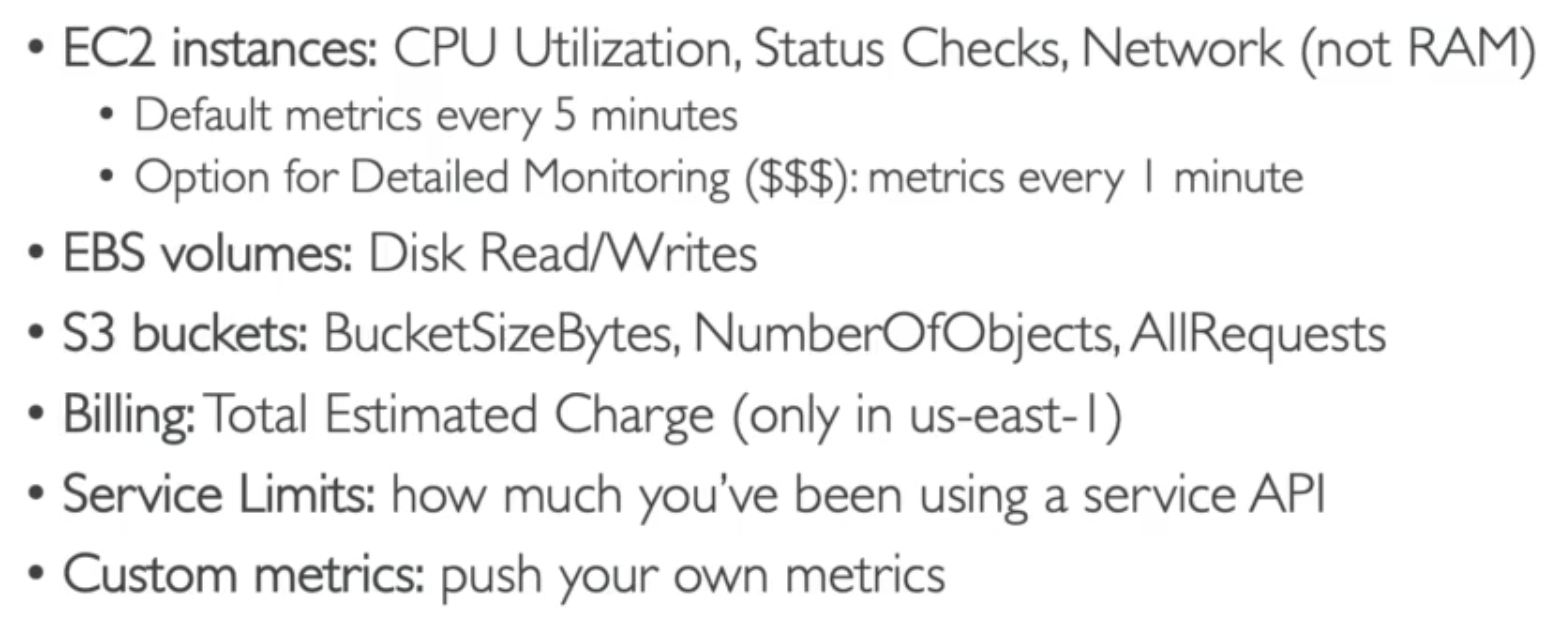 • EC2 instances: CPU Utilization, Status Checks, Network (not RAM)
• Default metrics every 5 minutes
• Option for Detailed Monitoring ($$$): metrics every 1 minute
• EBS volumes: Disk Read/Writes
• S3 buckets: BucketSizeBytes, NumberOfObjects, AllRequests
• Billing: Total Estimated Charge (only in us-east-1)
• Service Limits: how much you’ve been using a service API
• Custom metrics: push your own metrics